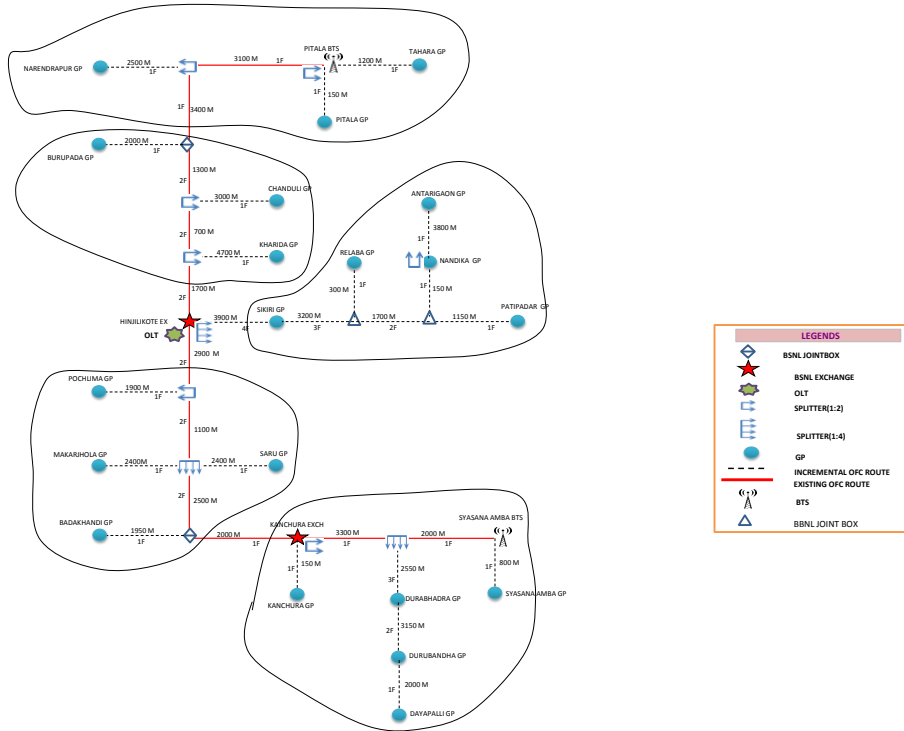 PITALA BTS
TAHARA GP
3100 M
1F
2500 M
1F
NARENDRAPUR GP
1200 M
1F
1F
150 M
PITALA GP
1F
3400 M
2000 M
1F
BURUPADA GP
1300 M
2F
3000 M
1F
CHANDULI GP
2F
700 M
4700 M
1F
KHARIDA GP
1700 M
2F
ANTARIGAON GP
3800 M
1F
RELABA GP
1F
300 M
NANDIKA GP
1F
150 M
PATIPADAR GP
HINJILIKOTE EX
OLT
3900 M
4F
SIKIRI GP
3200 M
3F
1700 M
2F
1150 M
1F
2900 M
2F
POCHUMA GP
1900 M
1F
2F
1100 M
MAKARJHOLA GP
2400M
1F
2400 M
1F
SARU GP
2F
2500 M
BADAKHANDI GP
1950 M
1F
2000 M
1F
KANCHURA EXCH
3300 M
1F
2000 M
1F
SYASANA AMBA BTS
1F
150 M
KANCHURA GP
2550 M
3F
DURABHADRA GP
1F
800 M
SYASANA AMBA GP
3150 M
2F
DURUBANDHA GP
2000 M
1F
DAYAPALLI GP
LEGENDS
BSNL JOINTBOX
BSNL EXCHANGE
OLT
SPLITTER(1:2)
SPLITTER(1:4)
GP
INCREMENTAL OFC ROUTE
EXISTING OFC ROUTE
BTS
BBNL JOINT BOX